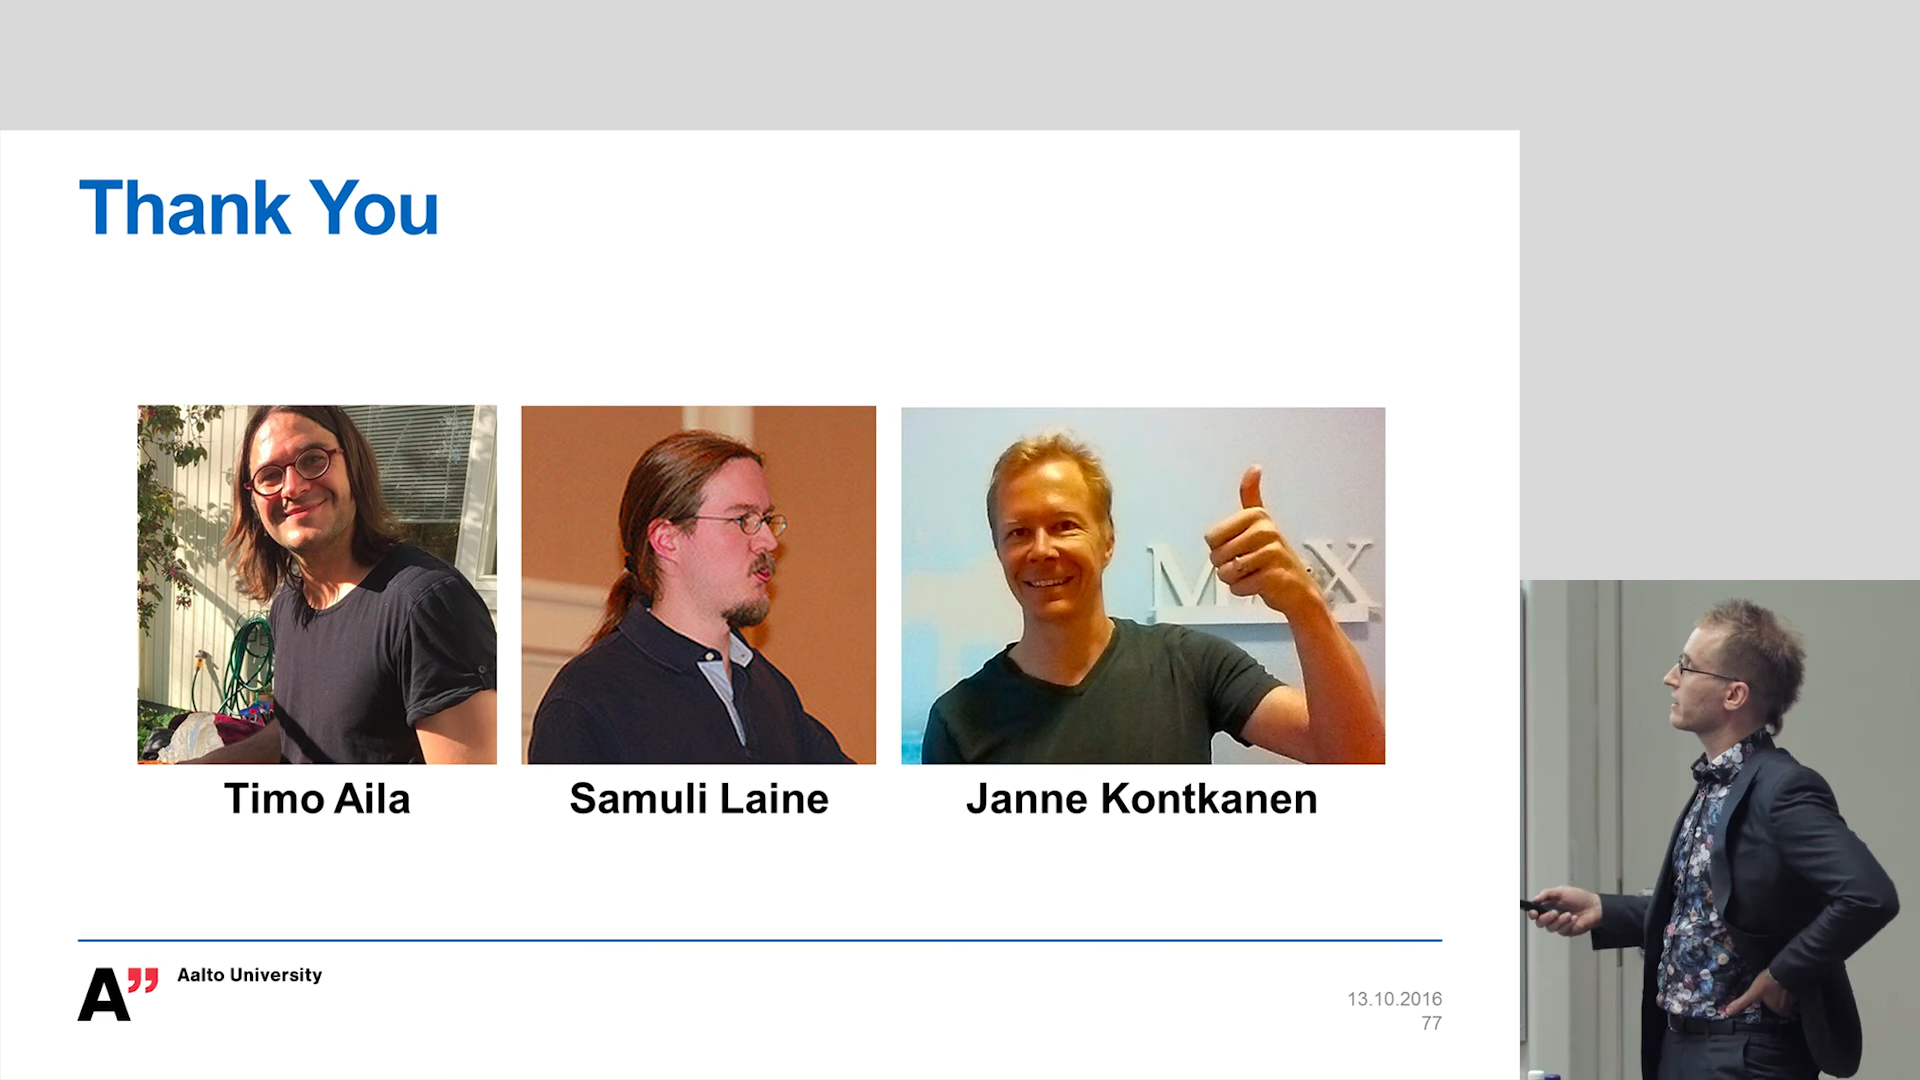 Thank You
Timo Aila
Samuli Laine
Janne Kontkanen
A”
Aalto University
13.10.2016
77